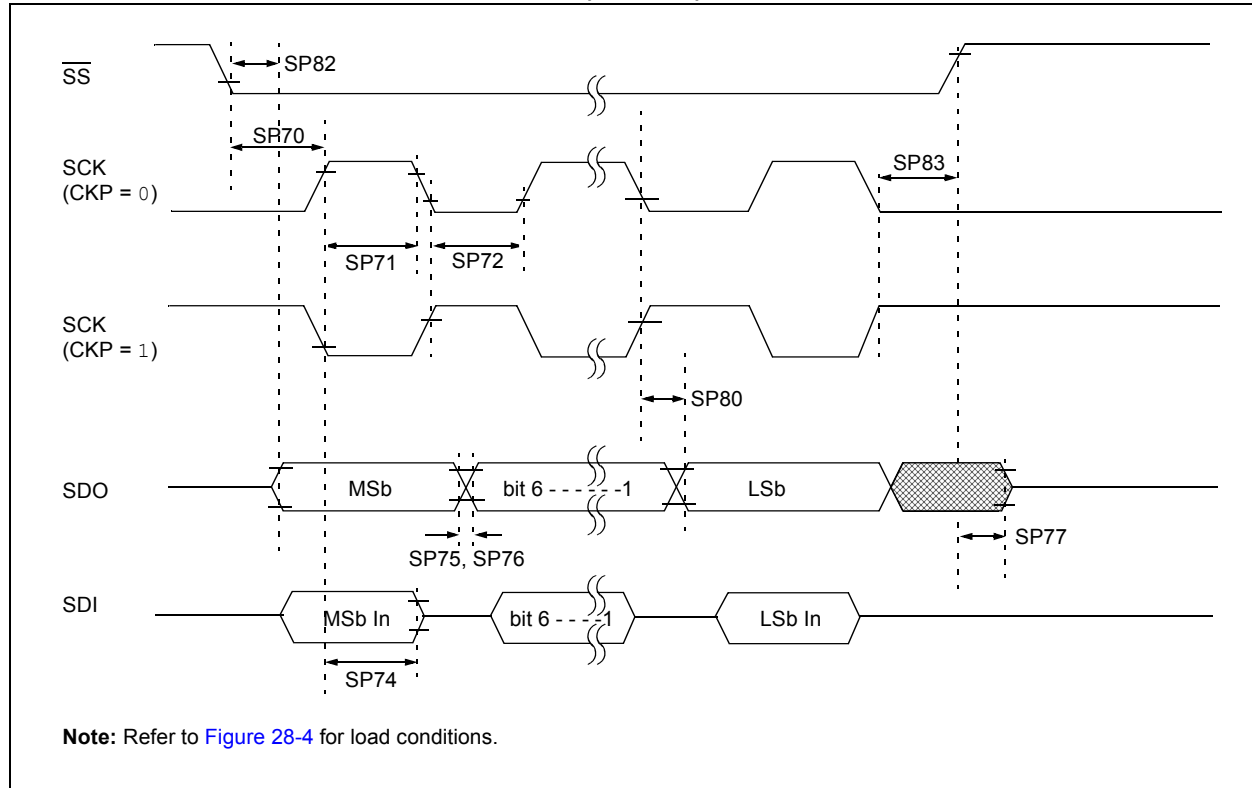 SS
SP82
SP70
SCK
(CKP = 0)
SP83
SP71
SP72
SCK
(CKP = 1)
SP80
SDO
MSb
bit 6 - - - - - -1
LSb
SP75, SP76
SP77
SDI
MSb In
bit 6 - - - -1
LSb In
SP74
Note: Refer to Figure 28-4 for load conditions.